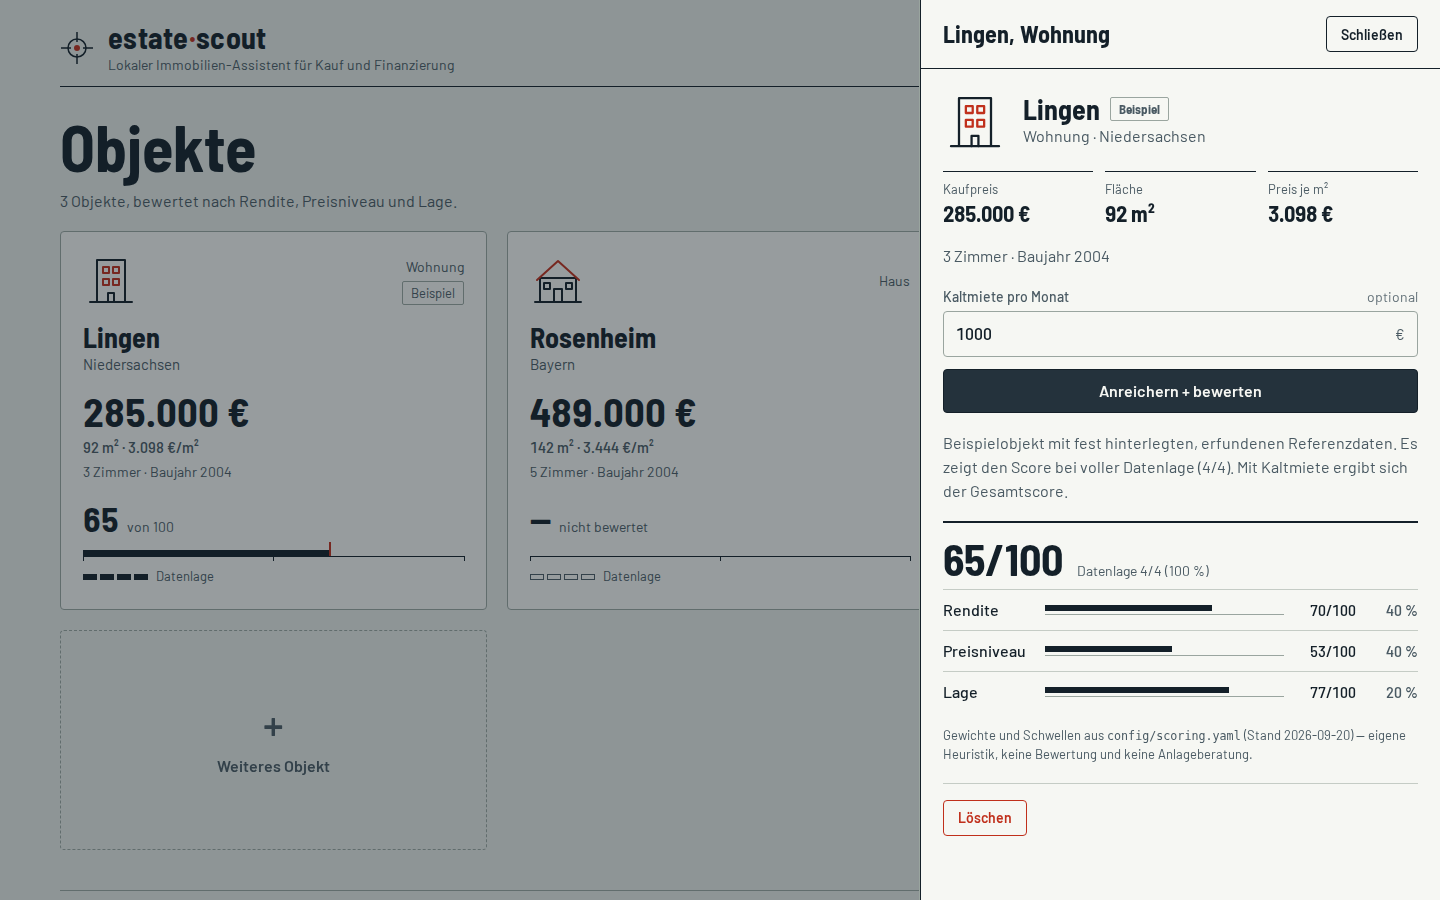 estate·scout
Lokaler Immobilien-Assistent für Kauf und Finanzierung
Objekte
3 Objekte, bewertet nach Rendite, Preisniveau und Lage.
Wohnung
Beispiel
Lingen
Niedersachsen
285.000 €
92 m² · 3.098 €/m²
3 Zimmer · Baujahr 2004
65 von 100
Datenlage
Haus
Rosenheim
Bayern
489.000 €
142 m² · 3.444 €/m²
5 Zimmer · Baujahr 2004
– nicht bewertet
Datenlage
+
Weiteres Objekt
Lingen, Wohnung
Schließen
Lingen Beispiel
Wohnung · Niedersachsen
Kaufpreis
285.000 €
Fläche
92 m²
Preis je m²
3.098 €
3 Zimmer · Baujahr 2004
Kaltmiete pro Monat optional
1000 €
Anreichern + bewerten
Beispielobjekt mit fest hinterlegten, erfundenen Referenzdaten. Es
zeigt den Score bei voller Datenlage (4/4). Mit Kaltmiete ergibt sich
der Gesamtscore.
65/100 Datenlage 4/4 (100 %)
Rendite 70/100 40 %
Preisniveau 53/100 40 %
Lage 77/100 20 %
Gewichte und Schwellen aus config/scoring.yaml (Stand 2026-09-20) — eigene
Heuristik, keine Bewertung und keine Anlageberatung.
Löschen